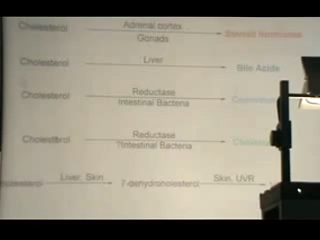 Cholesterol Adrenal cortex Gonads Steroid hormones
Cholesterol Liver Bile Acids
Cholesterol Reductase Intestinal Bacteria
Cholesterol Reductase ?Intestinal Bacteria
Liver, Skin 7-dehydrocholesterol Skin, UVR